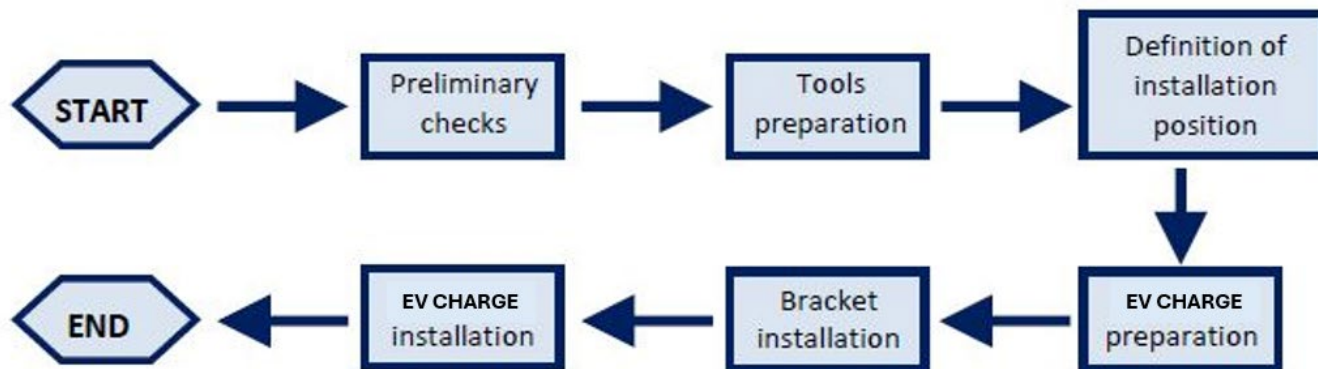 START
Preliminary
checks
Tools
preparation
Definition of
installation
position
EV CHARGE
preparation
Bracket
installation
EV CHARGE
installation
END